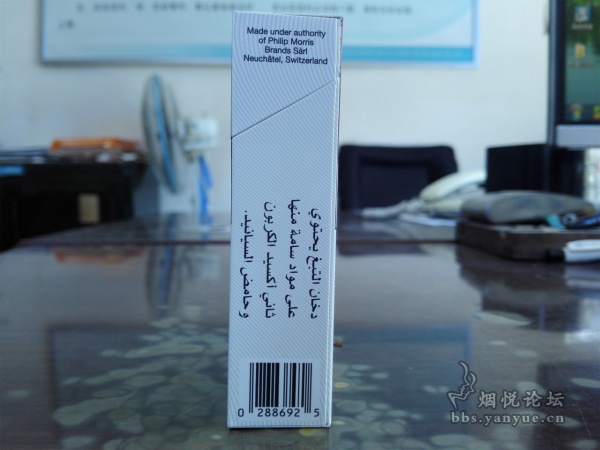 Made under authority
of Philip Morris
Brands Sàrl
Neuchâtel, Switzerland
دخان التبغ يحتوي
على مواد سامة منها
ثاني أكسيد الكربون
وحامض السيانيد.
0 288692 5
烟悦论坛
bbs.yanyue.cn